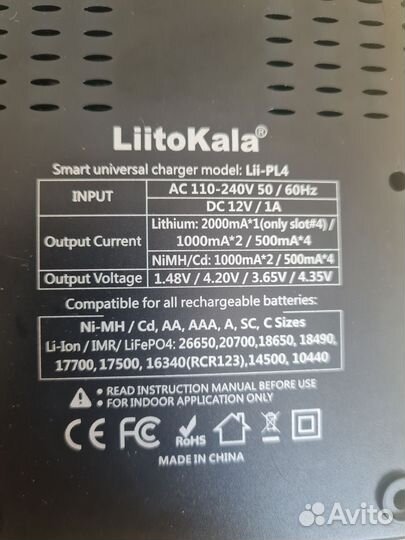 LiitoKala®
Smart universal charger model: Lii-PL4
INPUT
AC 110-240V 50 / 60Hz
DC 12V / 1A
Output Current
Lithium: 2000mA*1(only slot#4) /
1000mA*2 / 500mA*4
NiMH/Cd: 1000mA*2 / 500mA*4
Output Voltage
1.48V / 4.20V / 3.65V / 4.35V
Compatible for all rechargeable batteries:
Ni-MH / Cd, AA, AAA, A, SC, C Sizes
Li-Ion / IMR/ LiFePO4: 26650,20700,18650, 18490,
17700, 17500, 16340(RCR123),14500, 10440
• READ INSTRUCTION MANUAL BEFORE USE
• FOR INDOOR APPLICATION ONLY
CE FC RoHS
MADE IN CHINA
Avito